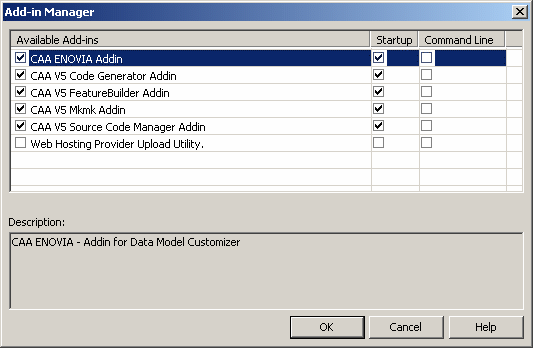 Add-in Manager
Available Add-ins Startup Command Line
CAA ENOVIA Addin
CAA V5 Code Generator Addin
CAA V5 FeatureBuilder Addin
CAA V5 Mkmk Addin
CAA V5 Source Code Manager Addin
Web Hosting Provider Upload Utility.
Description:
CAA ENOVIA - Addin for Data Model Customizer
OK Cancel Help